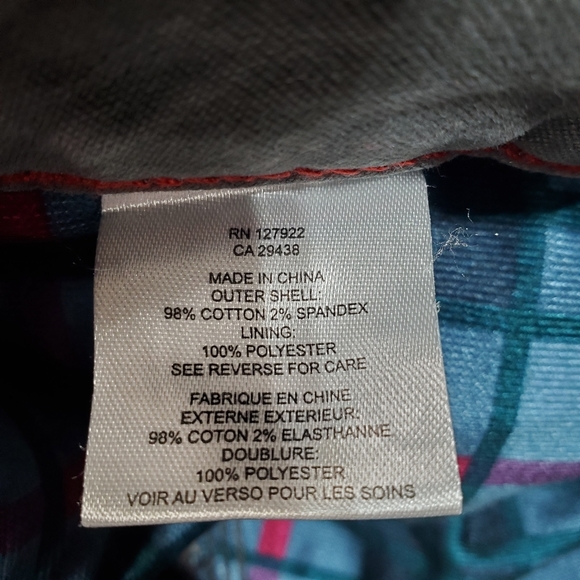 RN 127922
CA 29438
MADE IN CHINA
OUTER SHELL:
98% COTTON 2% SPANDEX
LINING:
100% POLYESTER
SEE REVERSE FOR CARE
FABRIQUE EN CHINE
EXTERNE EXTERIEUR:
98% COTON 2% ELASTHANNE
DOUBLURE:
100% POLYESTER
VOIR AU VERSO POUR LES SOINS